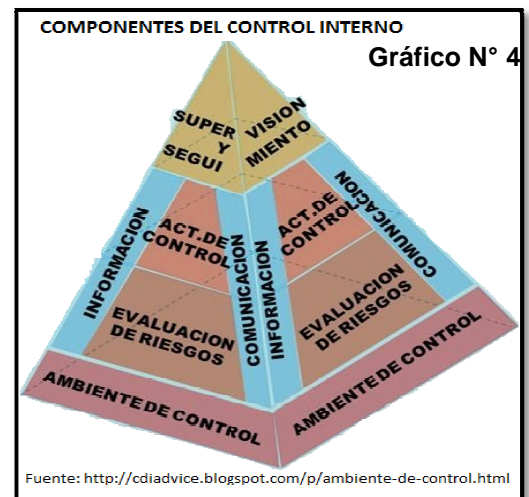 COMPONENTES DEL CONTROL INTERNO
Gráfico N° 4
SUPER
Y
SEGUI
VISION
MIENTO
INFORMACION
ACT.DE
CONTROL
COMUNICACION
INFORMACION
ACT.DE
CONTROL
COMUNICACION
EVALUACION
DE RIESGOS
EVALUACION
DE RIESGOS
AMBIENTE DE CONTROL
AMBIENTE DE CONTROL
Fuente: http://cdiadvice.blogspot.com/p/ambiente-de-control.html